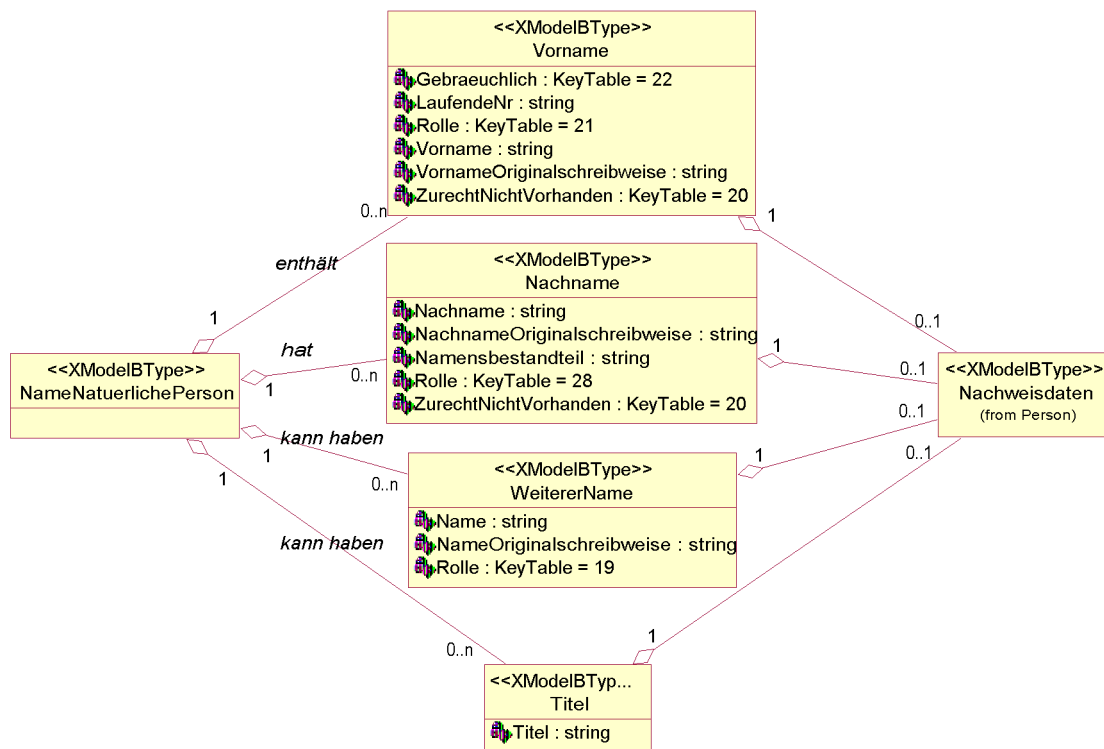 <<XModelBType>>
Vorname
Gebraeuchlich : KeyTable = 22
LaufendeNr : string
Rolle : KeyTable = 21
Vorname : string
VornameOriginalschreibweise : string
ZurechtNichtVorhanden : KeyTable = 20
0..n
1
enthält
<<XModelBType>>
Nachname
Nachname : string
NachnameOriginalschreibweise : string
Namensbestandteil : string
Rolle : KeyTable = 28
ZurechtNichtVorhanden : KeyTable = 20
1
0..1
hat
1
0..n
1
0..1
<<XModelBType>>
NameNatuerlichePerson
<<XModelBType>>
Nachweisdaten
(from Person)
kann haben
1
0..n
1
0..1
<<XModelBType>>
WeitererName
Name : string
NameOriginalschreibweise : string
Rolle : KeyTable = 19
1
0..1
kann haben
0..n
1
<<XModelBTyp...
Titel
Titel : string